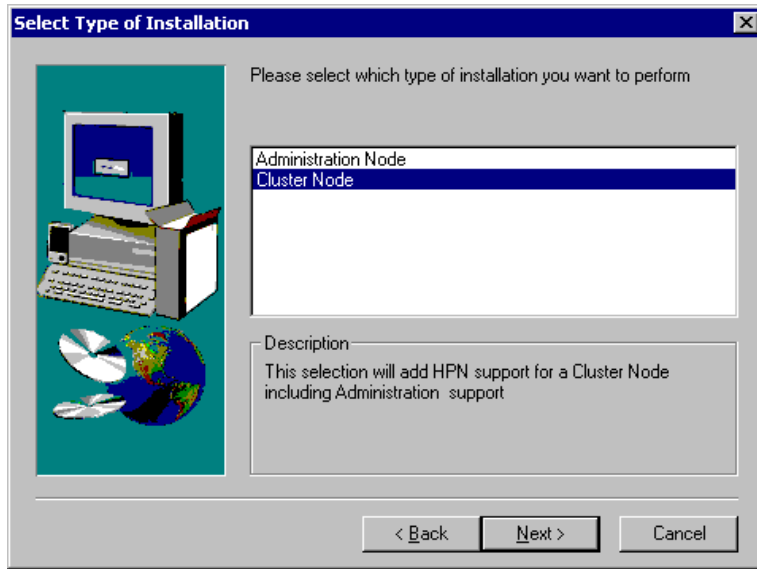 Select Type of Installation
Please select which type of installation you want to perform
Administration Node
Cluster Node
Description
This selection will add HPN support for a Cluster Node
including Administration  support
< Back
Next >
Cancel